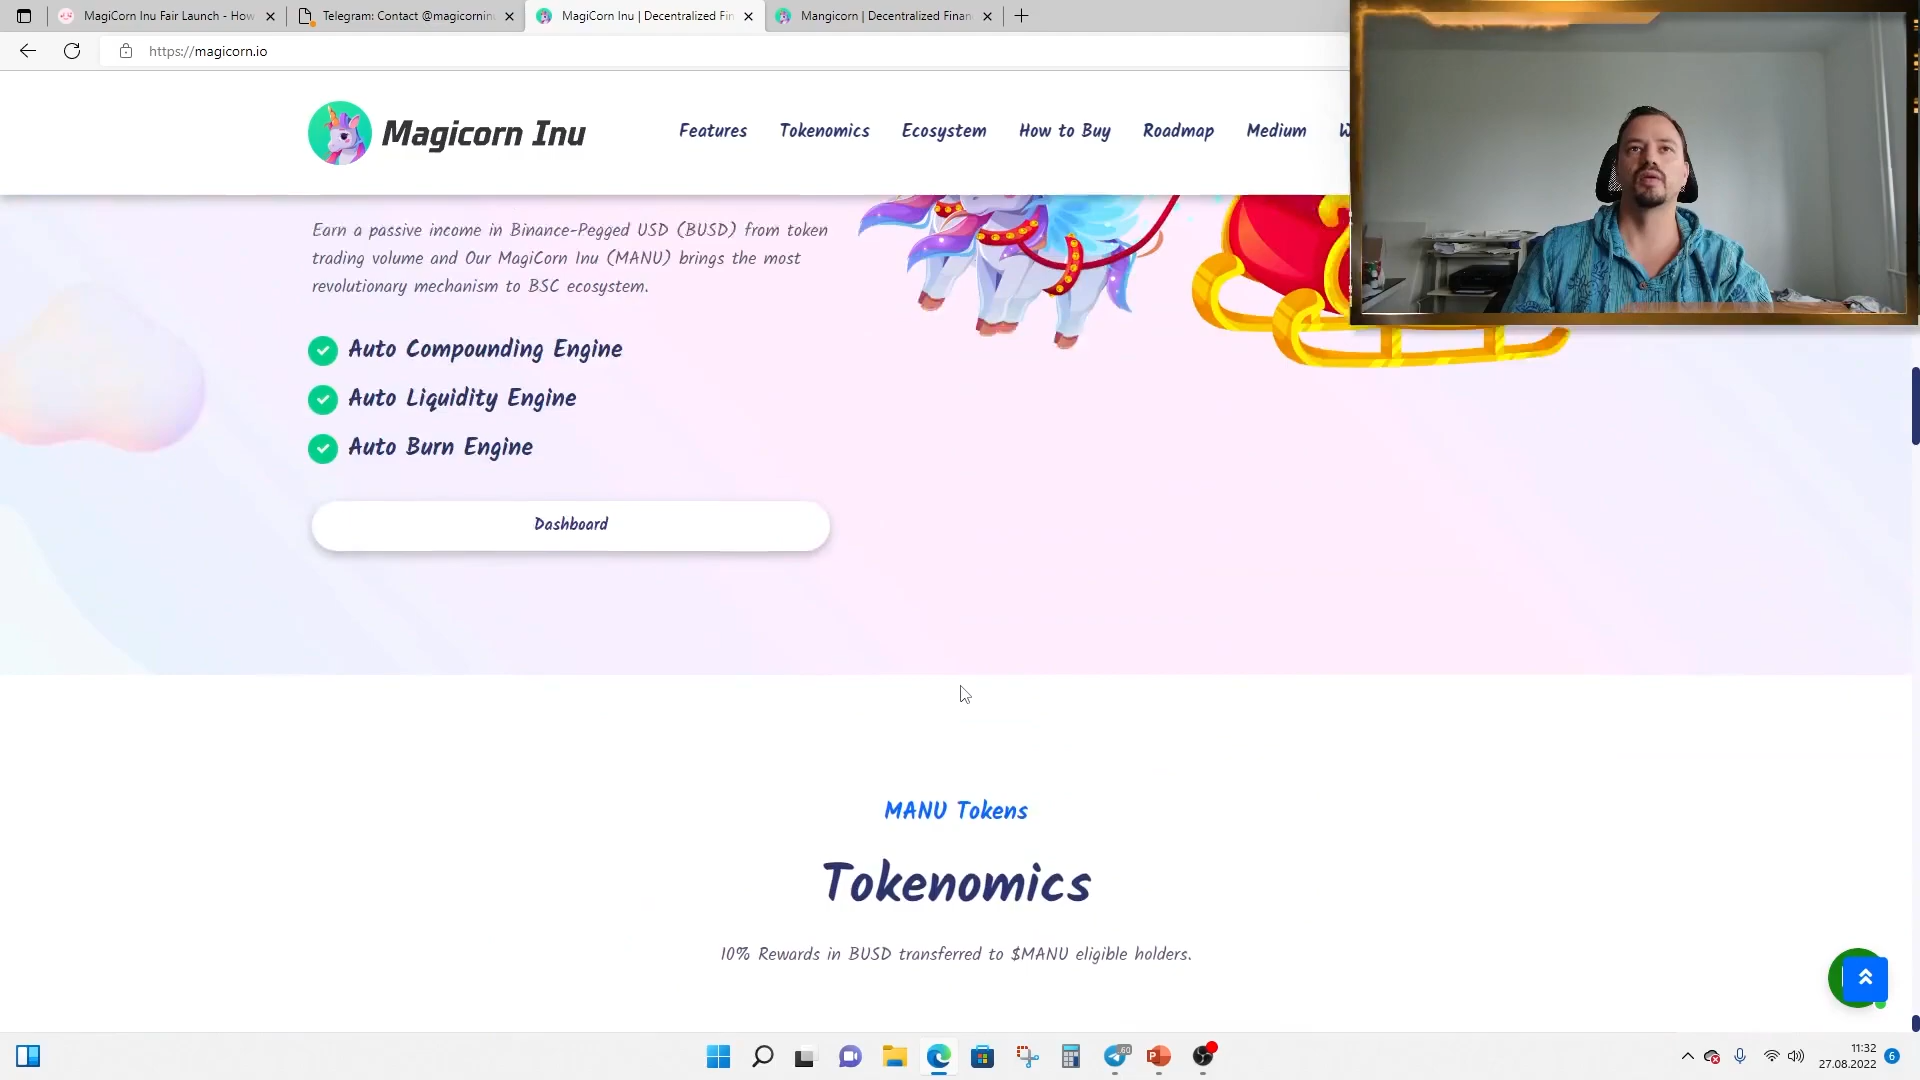 MagiCorn Inu Fair Launch - How
Telegram: Contact @magicorninu
MagiCorn Inu | Decentralized Fin
Mangicorn | Decentralized Finan
https://magicorn.io
Magicorn Inu
Features
Tokenomics
Ecosystem
How to Buy
Roadmap
Medium
W
Earn a passive income in Binance-Pegged USD (BUSD) from token
trading volume and Our MagiCorn Inu (MANU) brings the most
revolutionary mechanism to BSC ecosystem.
Auto Compounding Engine
Auto Liquidity Engine
Auto Burn Engine
Dashboard
MANU Tokens
Tokenomics
10% Rewards in BUSD transferred to $MANU eligible holders.
60
P
11:32
27.08.2022
6